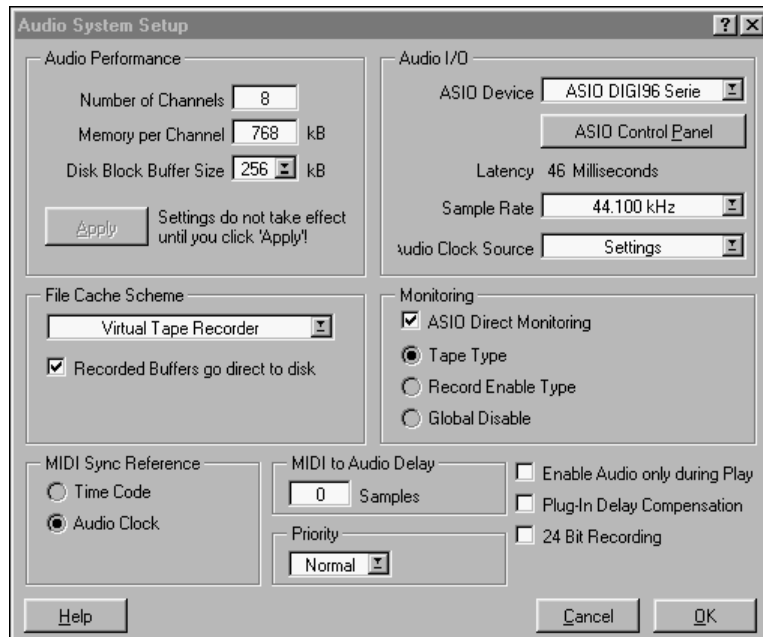 Audio System Setup
Audio Performance
Number of Channels 8
Memory per Channel 768 kB
Disk Block Buffer Size 256 kB
Apply
Settings do not take effect
until you click 'Apply'!
Audio I/O
ASIO Device ASIO DIGI96 Serie
ASIO Control Panel
Latency 46 Milliseconds
Sample Rate 44.100 kHz
Audio Clock Source Settings
File Cache Scheme
Virtual Tape Recorder
Recorded Buffers go direct to disk
Monitoring
ASIO Direct Monitoring
Tape Type
Record Enable Type
Global Disable
MIDI Sync Reference
Time Code
Audio Clock
MIDI to Audio Delay
0 Samples
Priority
Normal
Enable Audio only during Play
Plug-In Delay Compensation
24 Bit Recording
Help
Cancel
OK